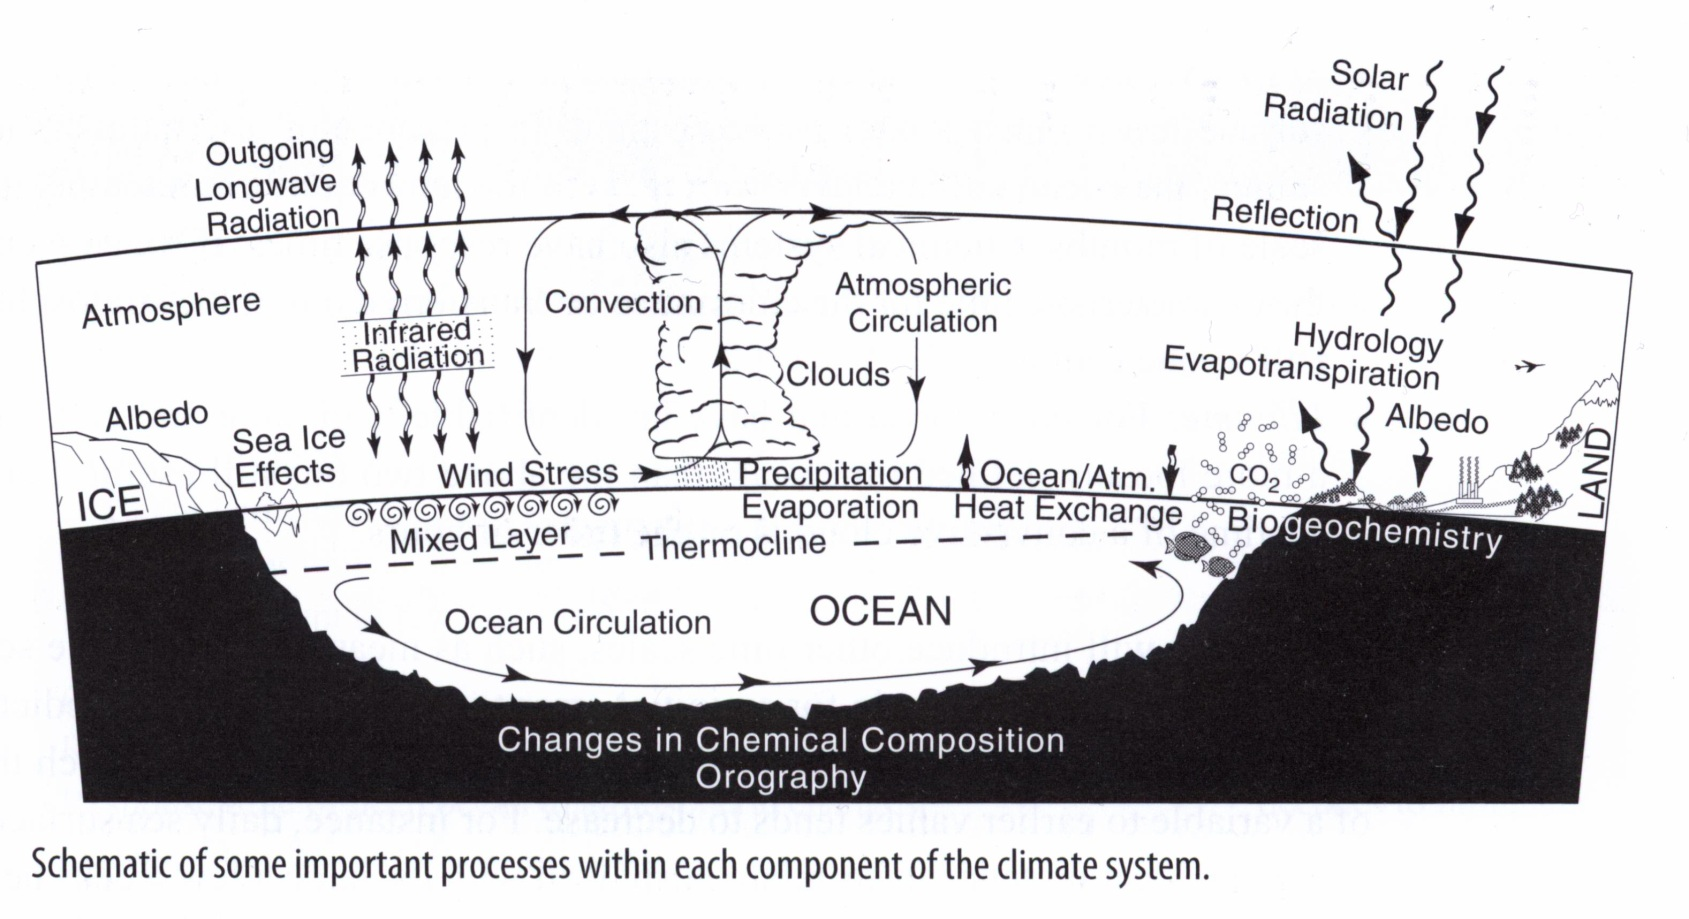 Solar
Radiation
Outgoing
Longwave
Radiation
Reflection
Atmosphere
Infrared
Radiation
Convection
Atmospheric
Circulation
Clouds
Hydrology
Evapotranspiration
Albedo
Albedo
Sea Ice
Effects
ICE
Wind Stress
Precipitation
Evaporation
Ocean/Atm.
Heat Exchange
CO2
LAND
Biogeochemistry
Mixed Layer
Thermocline
Ocean Circulation
OCEAN
Changes in Chemical Composition
Orography
Schematic of some important processes within each component of the climate system.